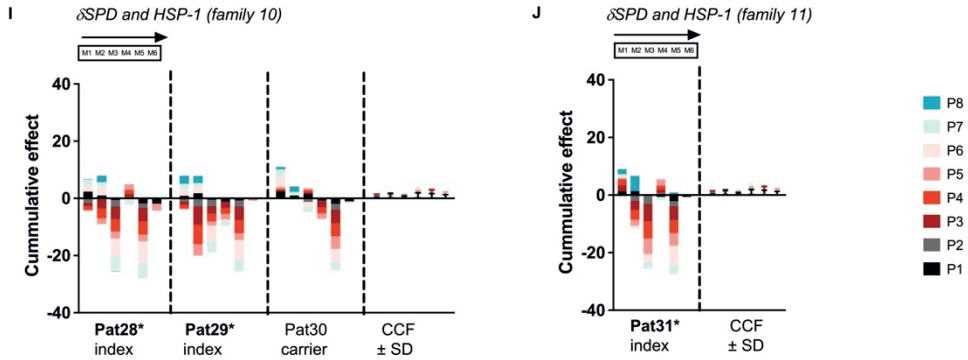 I
δSPD and HSP-1 (family 10)
M1 M2 M3 M4 M5 M6
Cummulative effect
40
20
0
-20
-40
Pat28*
index
Pat29*
index
Pat30
carrier
CCF
± SD
J
δSPD and HSP-1 (family 11)
M1 M2 M3 M4 M5 M6
Cummulative effect
40
20
0
-20
-40
Pat31*
index
CCF
± SD
P8
P7
P6
P5
P4
P3
P2
P1